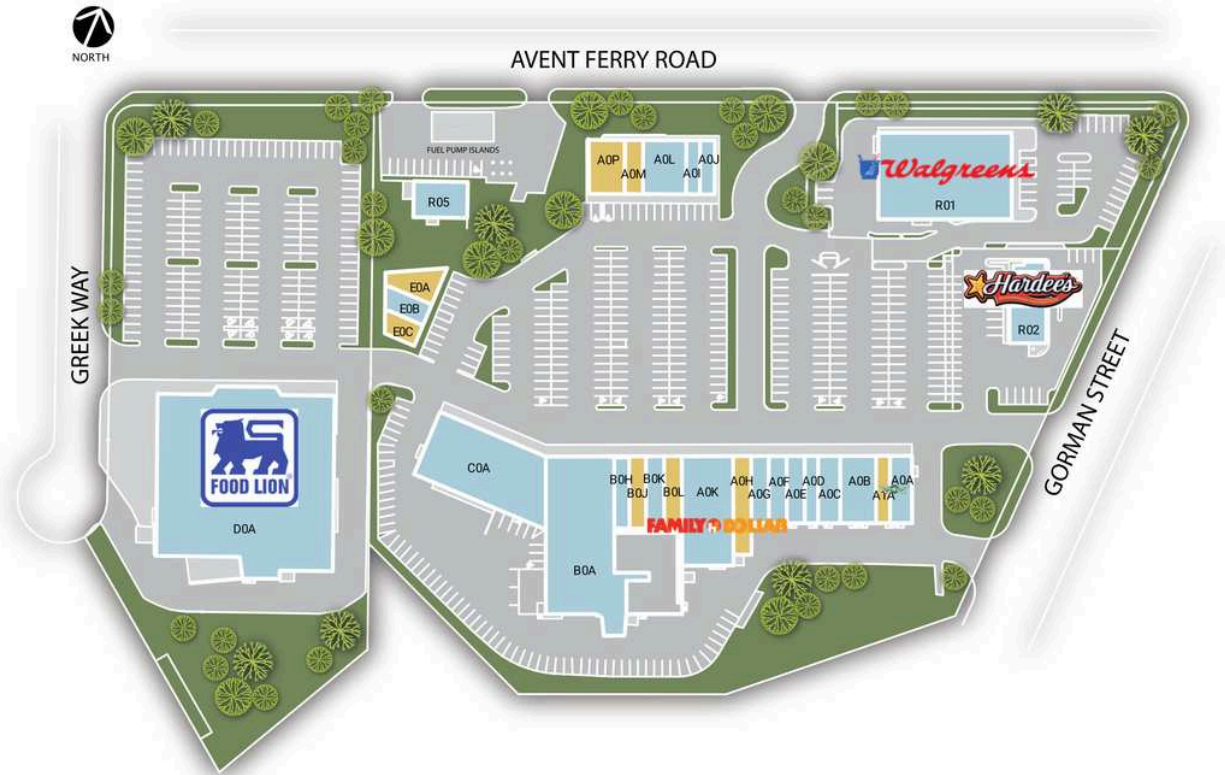 NORTH
AVENT FERRY ROAD
FUEL PUMP ISLANDS
A0P
A0M
A0L
A0I
A0J
Walgreens
R01
R05
E0A
E0B
E0C
Hardee's
R02
GREEK WAY
GORMAN STREET
FOOD LION
D0A
C0A
B0A
B0H
B0J
B0K
B0L
A0K
A0H
A0G
A0F
A0E
A0D
A0C
A0B
A1A
A0A
FAMILY DOLLAR